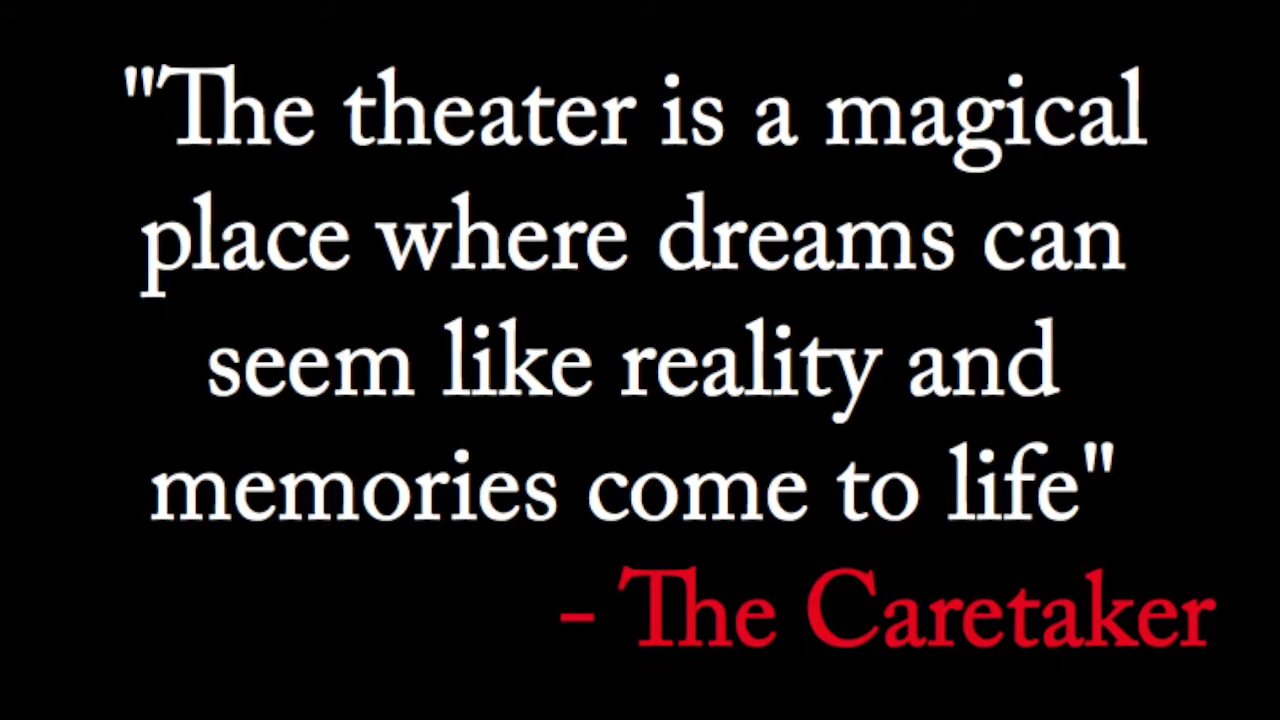 "The theater is a magical
place where dreams can
seem like reality and
memories come to life"
- The Caretaker